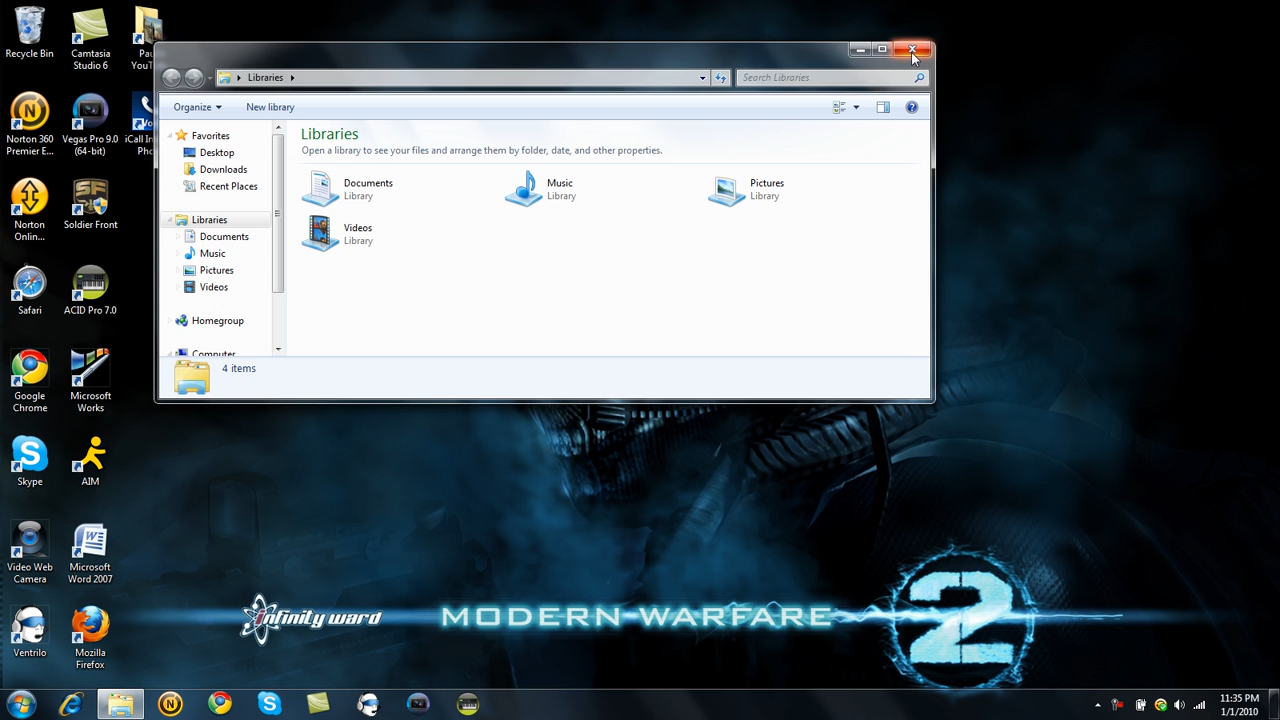 Recycle Bin
Camtasia
Studio 6
Pau
YouT
Norton 360
Premier E...
Vegas Pro 9.0
(64-bit)
iCall In
Pho
Norton
Onlin...
Soldier Front
Safari
ACID Pro 7.0
Google
Chrome
Microsoft
Works
Skype
AIM
Video Web
Camera
Microsoft
Word 2007
Ventrilo
Mozilla
Firefox
Libraries
Search Libraries
Organize
New library
Favorites
Desktop
Downloads
Recent Places
Libraries
Documents
Music
Pictures
Videos
Homegroup
Computer
Libraries
Open a library to see your files and arrange them by folder, date, and other properties.
Documents
Library
Music
Library
Pictures
Library
Videos
Library
4 items
infinity ward
MODERN WARFARE
2
11:35 PM
1/1/2010